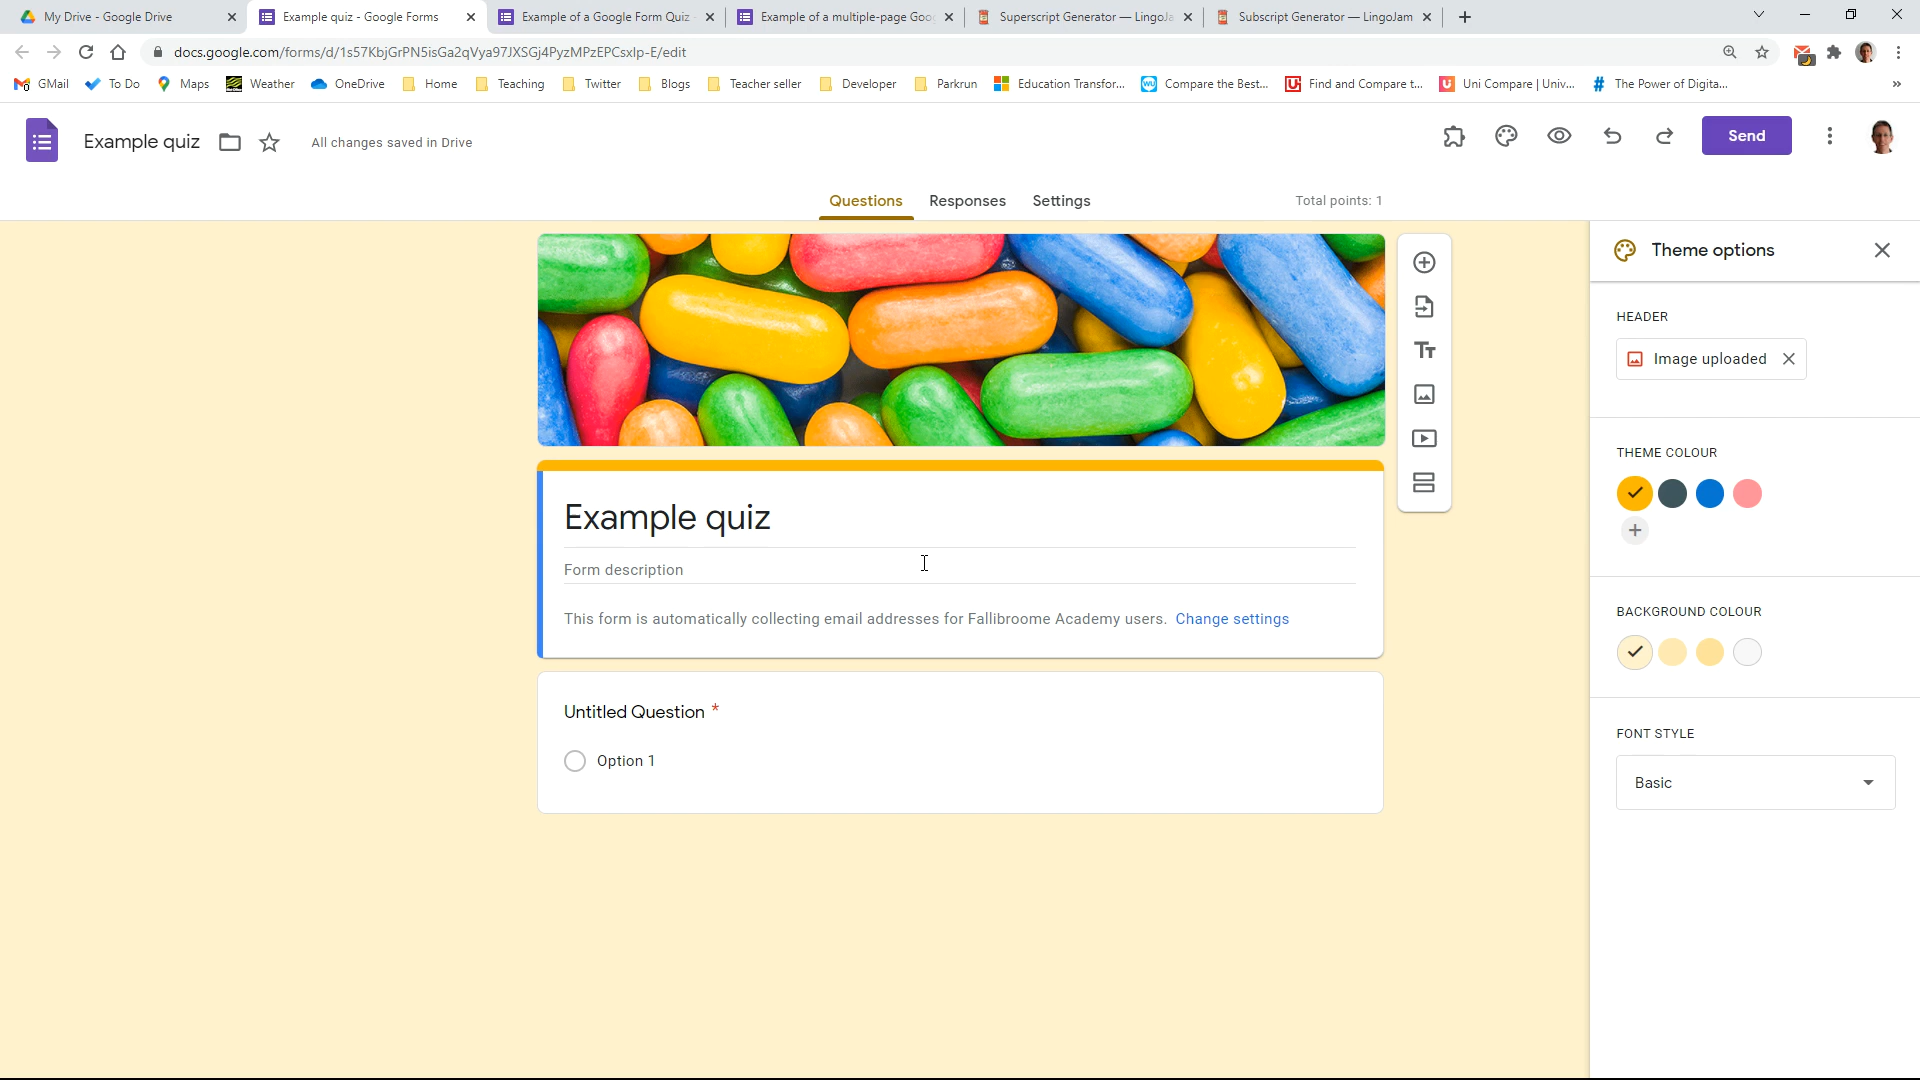 My Drive - Google Drive
Example quiz - Google Forms
Example of a Google Form Quiz
Example of a multiple-page Goo
Superscript Generator — LingoJa
Subscript Generator — LingoJam
docs.google.com/forms/d/1s57KbjGrPN5isGa2qVya97JXSGj4PyzMPzEPCsxlp-E/edit
GMail
To Do
Maps
Weather
OneDrive
Home
Teaching
Twitter
Blogs
Teacher seller
Developer
Parkrun
Education Transfor...
Compare the Best...
Find and Compare t...
Uni Compare | Univ...
The Power of Digita...
Example quiz
All changes saved in Drive
Send
Questions
Responses
Settings
Total points: 1
Theme options
HEADER
Image uploaded
THEME COLOUR
BACKGROUND COLOUR
FONT STYLE
Basic
Example quiz
Form description
This form is automatically collecting email addresses for Fallibroome Academy users. Change settings
Untitled Question *
Option 1